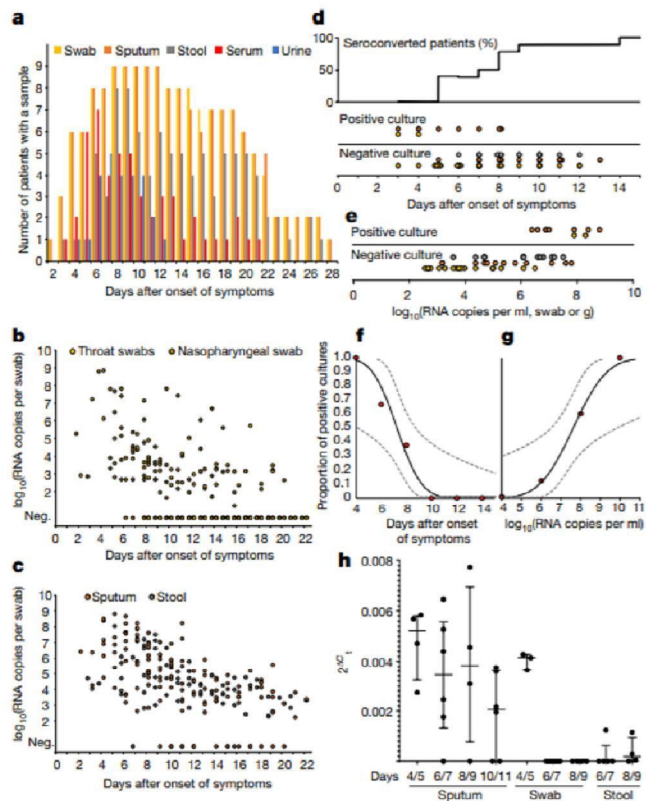 a
Swab Sputum Stool Serum Urine
Number of patients with a sample
9
8
7
6
5
4
3
2
1
0
2 4 6 8 10 12 14 16 18 20 22 24 26 28
Days after onset of symptoms
b
Throat swabs Nasopharyngeal swab
log10(RNA copies per swab)
10
9
8
7
6
5
4
3
2
Neg.
0 2 4 6 8 10 12 14 16 18 20 22
Days after onset of symptoms
c
Sputum Stool
log10(RNA copies per swab)
10
9
8
7
6
5
4
3
2
Neg.
0 2 4 6 8 10 12 14 16 18 20 22
Days after onset of symptoms
d
Seroconverted patients (%)
100
50
0
Positive culture
Negative culture
0 2 4 6 8 10 12 14
Days after onset of symptoms
e
Positive culture
Negative culture
0 2 4 6 8 10
log10(RNA copies per ml, swab or g)
f
g
Proportion of positive cultures
1.0
0.9
0.8
0.7
0.6
0.5
0.4
0.3
0.2
0.1
0
4 6 8 10 12 14
Days after onset
of symptoms
4 5 6 7 8 9 10 11
log10(RNA copies per ml)
h
0.008
0.006
0.004
0.002
Days 4/5 6/7 8/9 10/11 4/5 6/7 8/9 6/7 8/9
Sputum Swab Stool